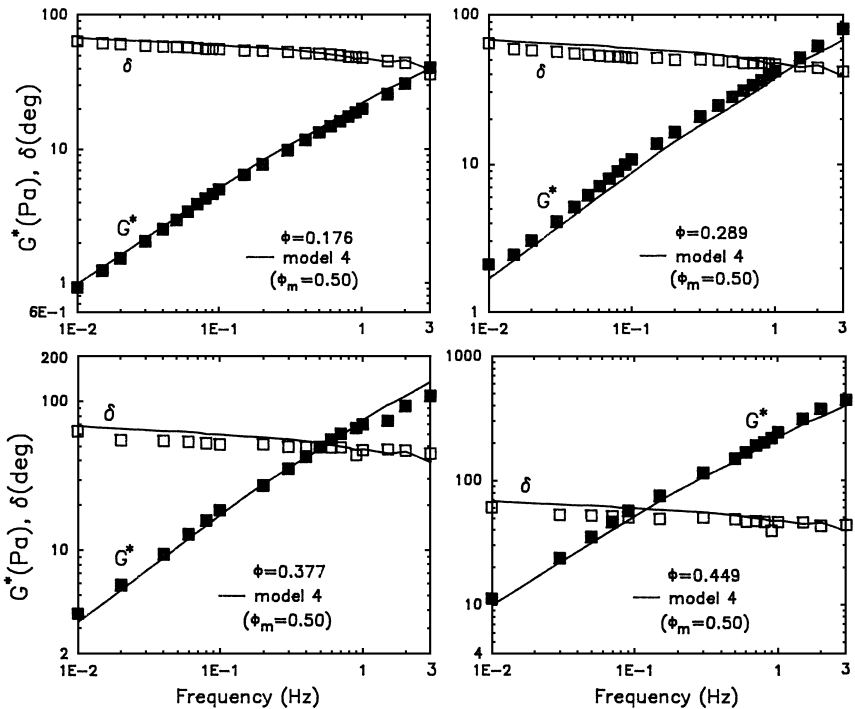 100
10
1
6E-1
G*(Pa), δ(deg)
δ
G*
ϕ=0.176
model 4
(ϕm=0.50)
1E-2
1E-1
1
3
100
10
1
δ
G*
ϕ=0.289
model 4
(ϕm=0.50)
1E-2
1E-1
1
3
200
100
10
2
G*(Pa), δ(deg)
δ
G*
ϕ=0.377
model 4
(ϕm=0.50)
1E-2
1E-1
1
3
Frequency (Hz)
1000
100
10
4
G*
δ
ϕ=0.449
model 4
(ϕm=0.50)
1E-2
1E-1
1
3
Frequency (Hz)